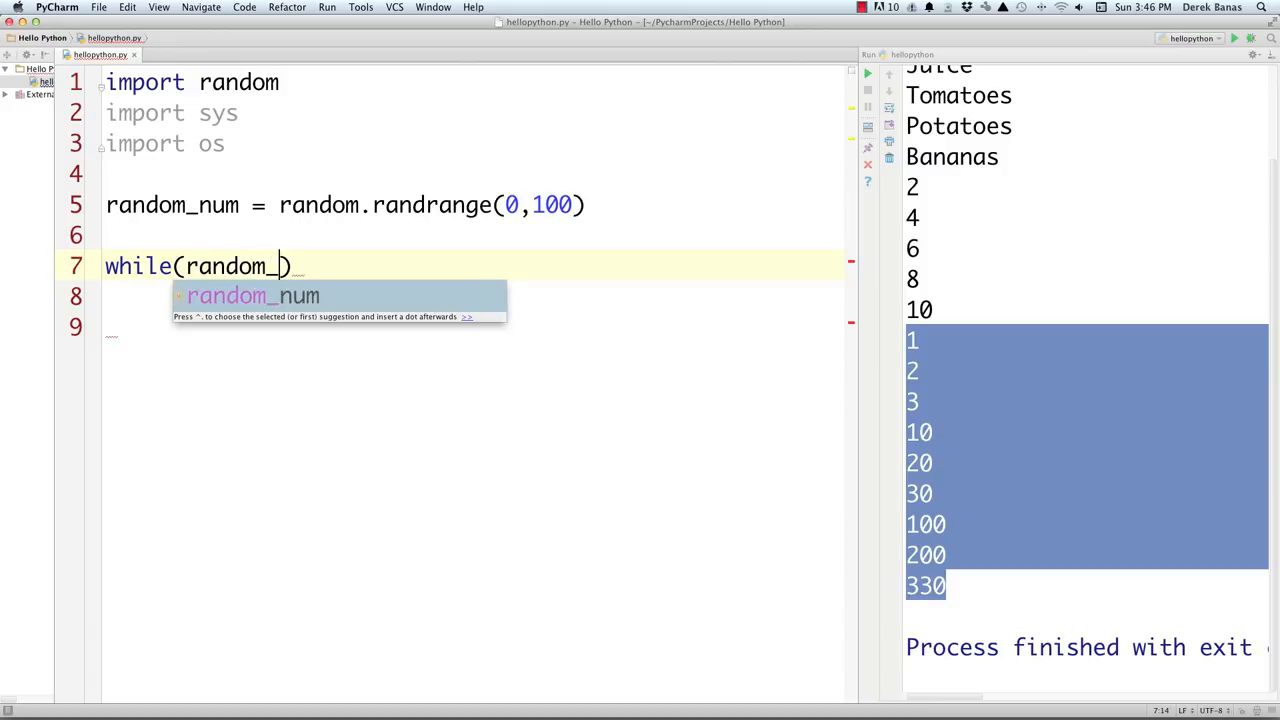 PyCharm File Edit View Navigate Code Refactor Run Tools VCS Window Help 10 Sun 3:46 PM Derek Banas
hellopython.py - Hello Python - [~/PycharmProjects/Hello Python]
Hello Python hellopython.py hellopython
hellopython.py Run hellopython
Hello P
hell
Externa
1 import random
2 import sys
3 import os
4
5 random_num = random.randrange(0,100)
6
7 while(random_)
8 random_num
Press ^. to choose the selected (or first) suggestion and insert a dot afterwards >>
9
Juice
Tomatoes
Potatoes
Bananas
2
4
6
8
10
1
2
3
10
20
30
100
200
330
Process finished with exit
7:14 LF UTF-8